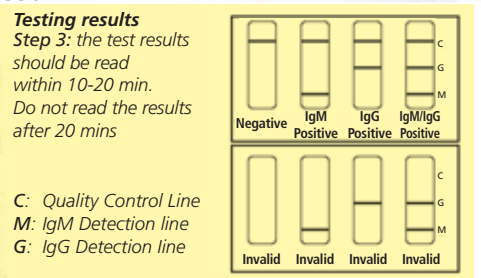 Testing results
Step 3: the test results
should be read
within 10-20 min.
Do not read the results
after 20 mins
C: Quality Control Line
M: IgM Detection line
G: IgG Detection line
C
G
M
Negative
IgM
Positive
IgG
Positive
IgM/IgG
Positive
C
G
M
Invalid Invalid Invalid Invalid